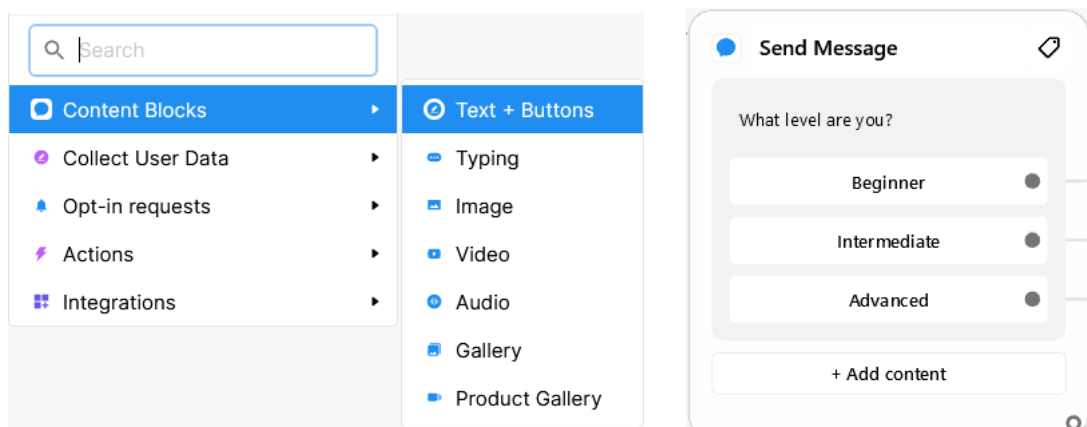 Search
Content Blocks
Collect User Data
Opt-in requests
Actions
Integrations
Text + Buttons
Typing
Image
Video
Audio
Gallery
Product Gallery
Send Message
What level are you?
Beginner
Intermediate
Advanced
+ Add content